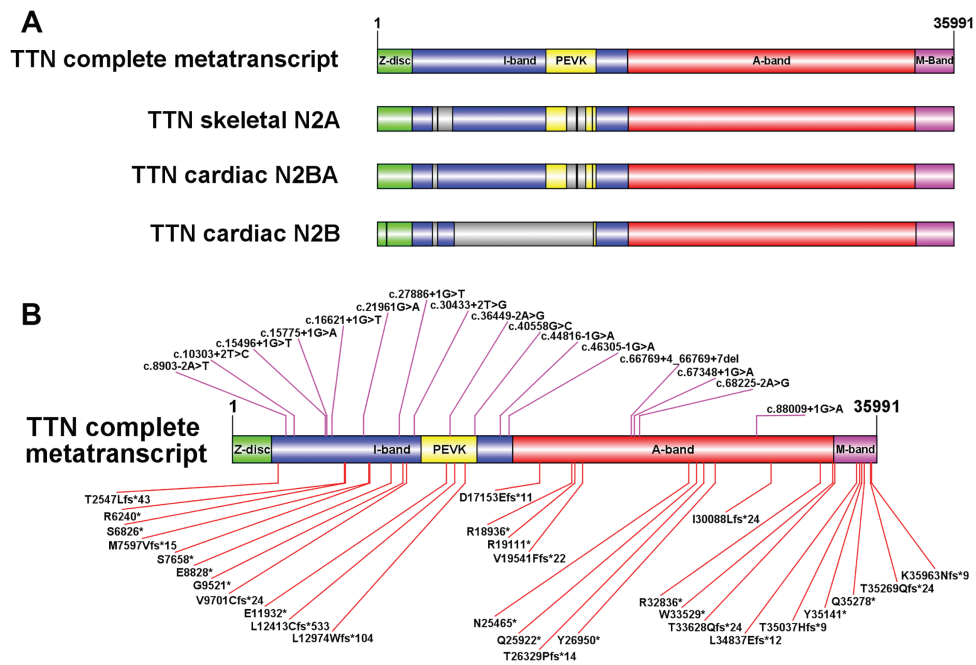 A
1 35991
TTN complete metatranscript
Z-disc I-band PEVK A-band M-Band
TTN skeletal N2A
TTN cardiac N2BA
TTN cardiac N2B
B
c.27886+1G>T
c.21961G>A
c.30433+2T>G
c.16621+1G>T
c.36449-2A>G
c.15775+1G>A
c.40558G>C
c.15496+1G>T
c.44816-1G>A
c.10303+2T>C
c.46305-1G>A
c.8903-2A>T
c.66769+4_66769+7del
c.67348+1G>A
c.68225-2A>G
c.88009+1G>A
1 35991
TTN complete
metatranscript
Z-disc I-band PEVK A-band M-band
T2547Lfs*43
R6240*
S6826*
M7597Vfs*15
S7658*
E8828*
G9521*
V9701Cfs*24
E11932*
L12413Cfs*533
L12974Wfs*104
D17153Efs*11
R18936*
R19111*
V19541Ffs*22
N25465*
Q25922*
T26329Pfs*14
Y26950*
I30088Lfs*24
R32836*
W33529*
T33628Qfs*24
L34837Efs*12
T35037Hfs*9
Y35141*
Q35278*
T35269Qfs*24
K35963Nfs*9